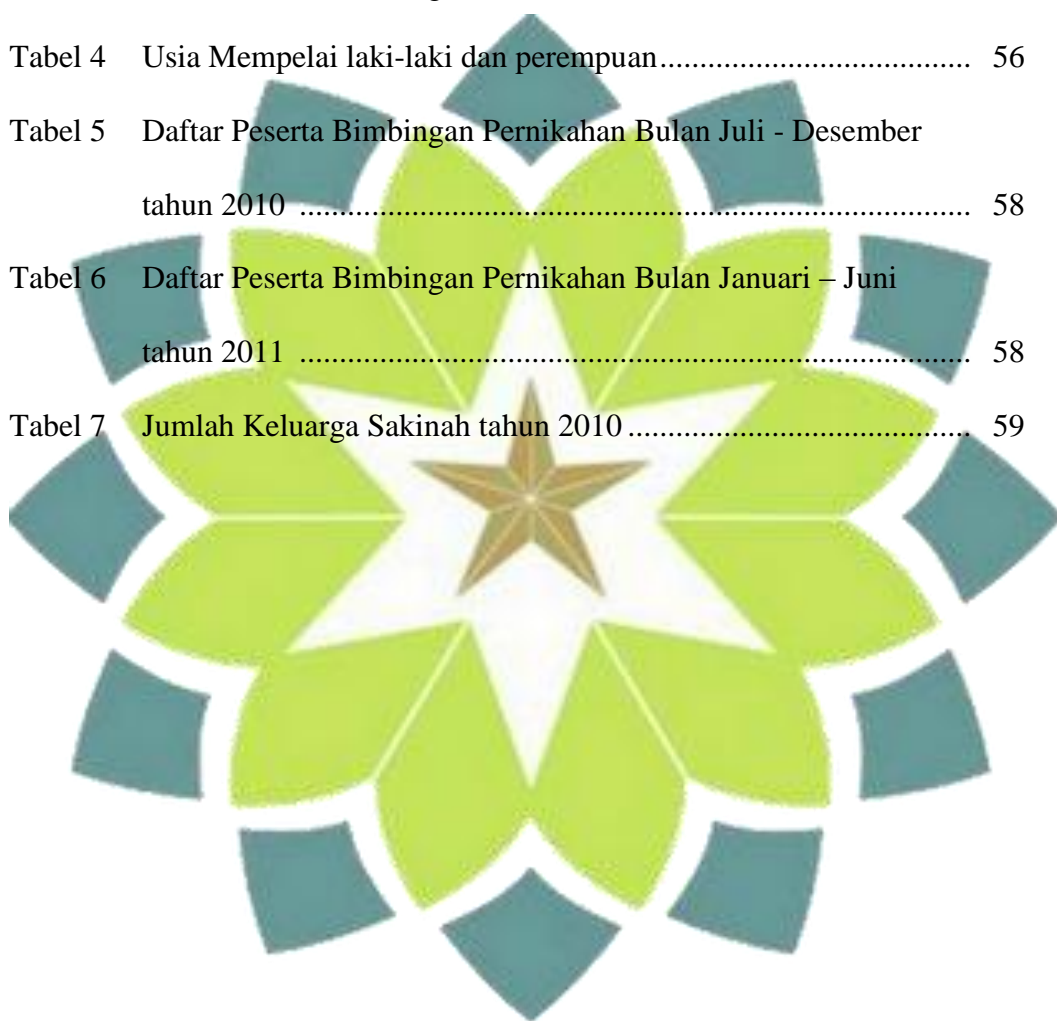 Tabel 4 Usia Mempelai laki-laki dan perempuan.................................... 56
Tabel 5 Daftar Peserta Bimbingan Pernikahan Bulan Juli - Desember
tahun 2010 ............................................................................ 58
Tabel 6 Daftar Peserta Bimbingan Pernikahan Bulan Januari – Juni
tahun 2011 ............................................................................ 58
Tabel 7 Jumlah Keluarga Sakinah tahun 2010....................................... 59